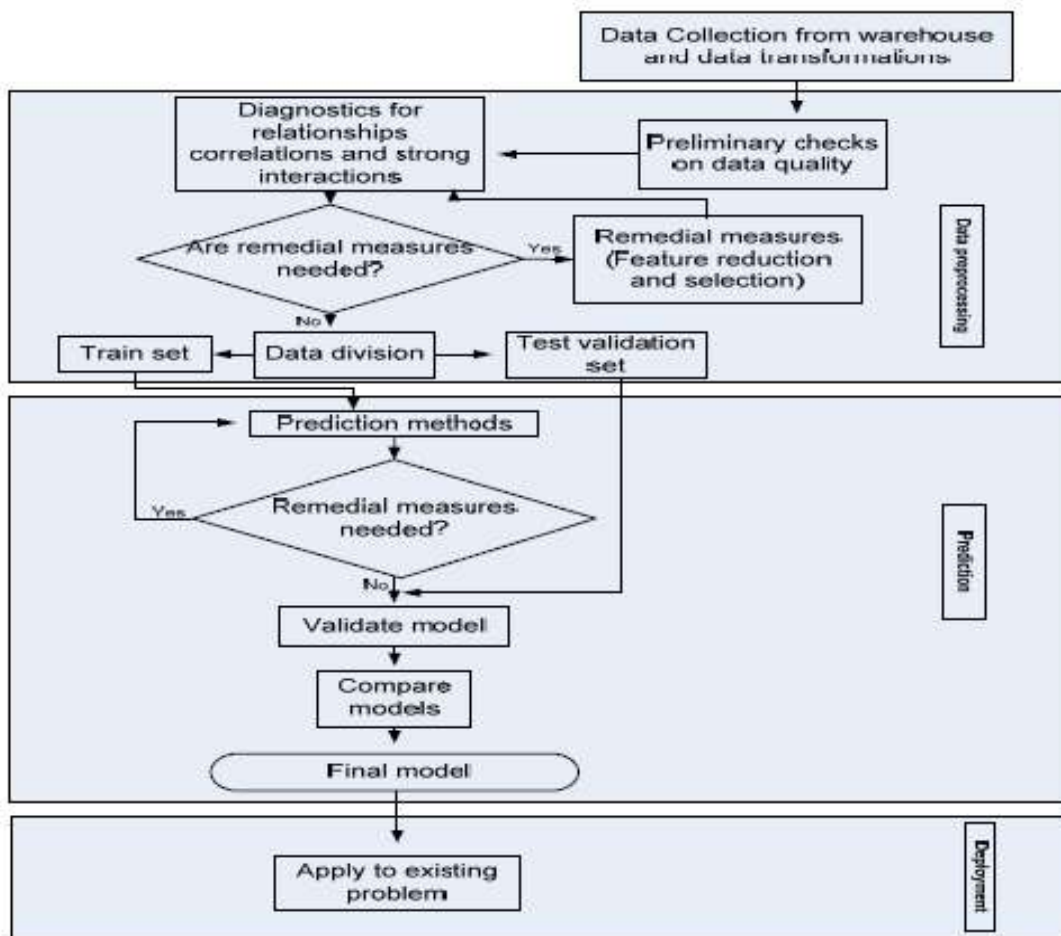 Data Collection from warehouse
and data transformations
Diagnostics for
relationships
correlations and strong
interactions
Preliminary checks
on data quality
Are remedial measures
needed?
Yes
Remedial measures
(Feature reduction
and selection)
Data preprocessing
No
Train set
Data division
Test validation
set
Prediction methods
Remedial measures
needed?
Yes
Prediction
No
Validate model
Compare
models
Final model
Apply to existing
problem
Deployment